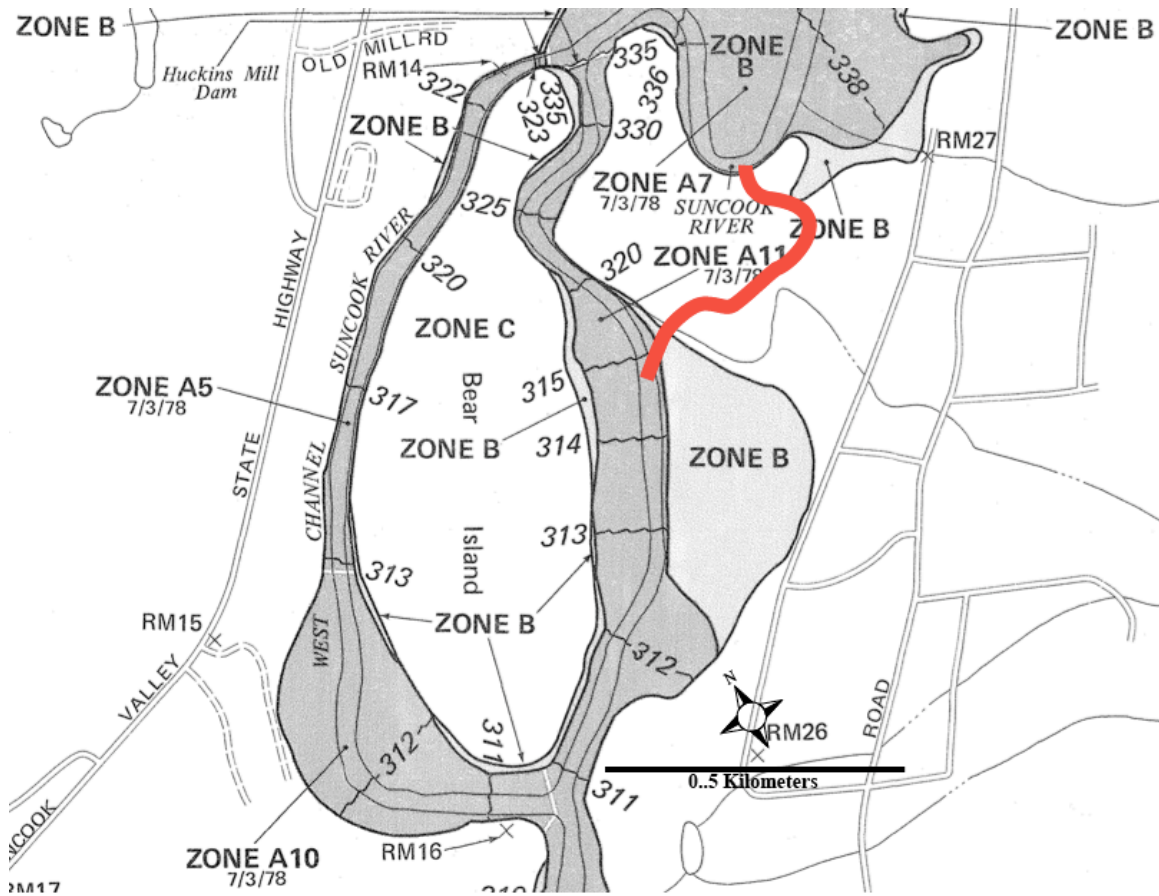 ZONE B
ZONE B
OLD MILL RD
RM14
Huckins Mill
Dam
335
ZONE
B
338
322
335
323
336
330
ZONE B
RM27
ZONE A7
7/3/78
SUNCOOK
RIVER
325
ZONE B
ZONE A11
7/3/78
320
320
SUNCOOK RIVER
HIGHWAY
ZONE C
ZONE A5
7/3/78
317
Bear
315
ZONE B
314
ZONE B
STATE
CHANNEL
313
Island
313
ZONE B
RM15
WEST
312
N
VALLEY
ROAD
RM26
311
312
0..5 Kilometers
311
RM16
ZONE A10
7/3/78
NCOOK
RM17